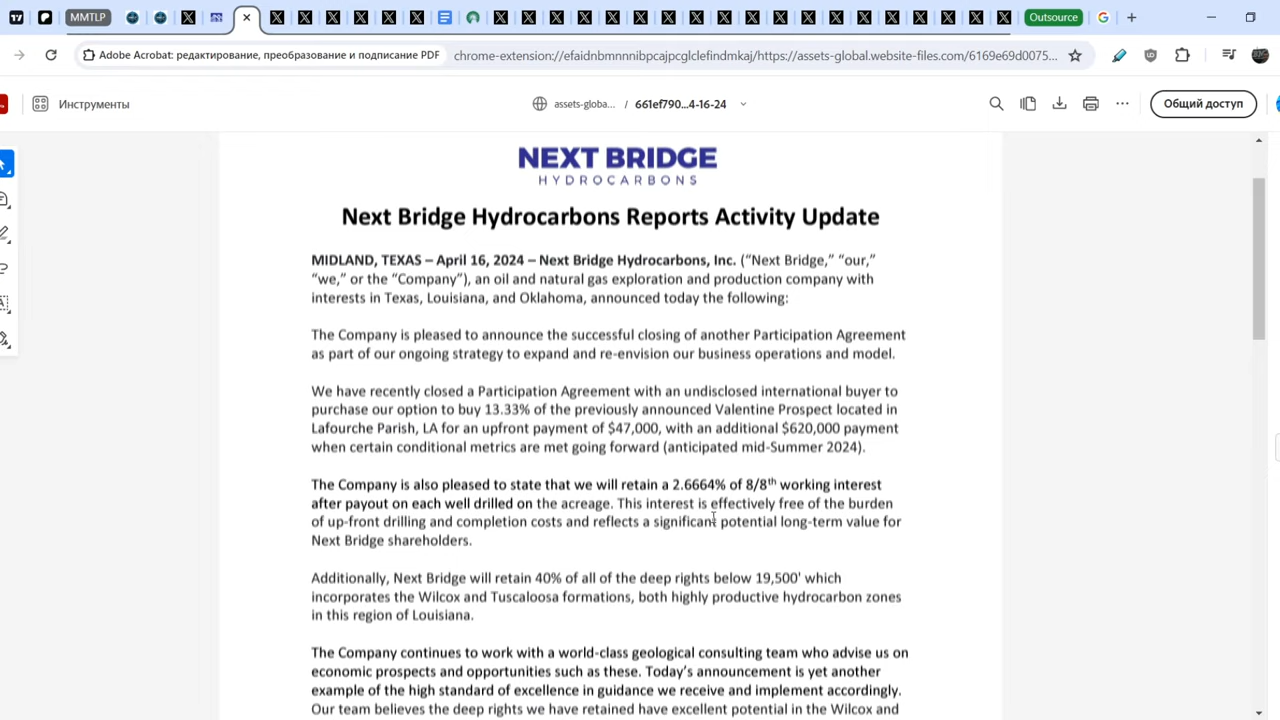 MMTLP
Outsource
Adobe Acrobat: редактирование, преобразование и подписание PDF
chrome-extension://efaidnbmnnnibpcajpcglclefindmkaj/https://assets-global.website-files.com/6169e69d0075...
Инструменты
assets-globa... / 661ef790...4-16-24
Общий доступ
NEXT BRIDGE
HYDROCARBONS
Next Bridge Hydrocarbons Reports Activity Update
MIDLAND, TEXAS – April 16, 2024 – Next Bridge Hydrocarbons, Inc. (“Next Bridge,” “our,”
“we,” or the “Company”), an oil and natural gas exploration and production company with
interests in Texas, Louisiana, and Oklahoma, announced today the following:
The Company is pleased to announce the successful closing of another Participation Agreement
as part of our ongoing strategy to expand and re-envision our business operations and model.
We have recently closed a Participation Agreement with an undisclosed international buyer to
purchase our option to buy 13.33% of the previously announced Valentine Prospect located in
Lafourche Parish, LA for an upfront payment of $47,000, with an additional $620,000 payment
when certain conditional metrics are met going forward (anticipated mid-Summer 2024).
The Company is also pleased to state that we will retain a 2.6664% of 8/8th working interest
after payout on each well drilled on the acreage. This interest is effectively free of the burden
of up-front drilling and completion costs and reflects a significant potential long-term value for
Next Bridge shareholders.
Additionally, Next Bridge will retain 40% of all of the deep rights below 19,500' which
incorporates the Wilcox and Tuscaloosa formations, both highly productive hydrocarbon zones
in this region of Louisiana.
The Company continues to work with a world-class geological consulting team who advise us on
economic prospects and opportunities such as these. Today’s announcement is yet another
example of the high standard of excellence in guidance we receive and implement accordingly.
Our team believes the deep rights we have retained have excellent potential in the Wilcox and